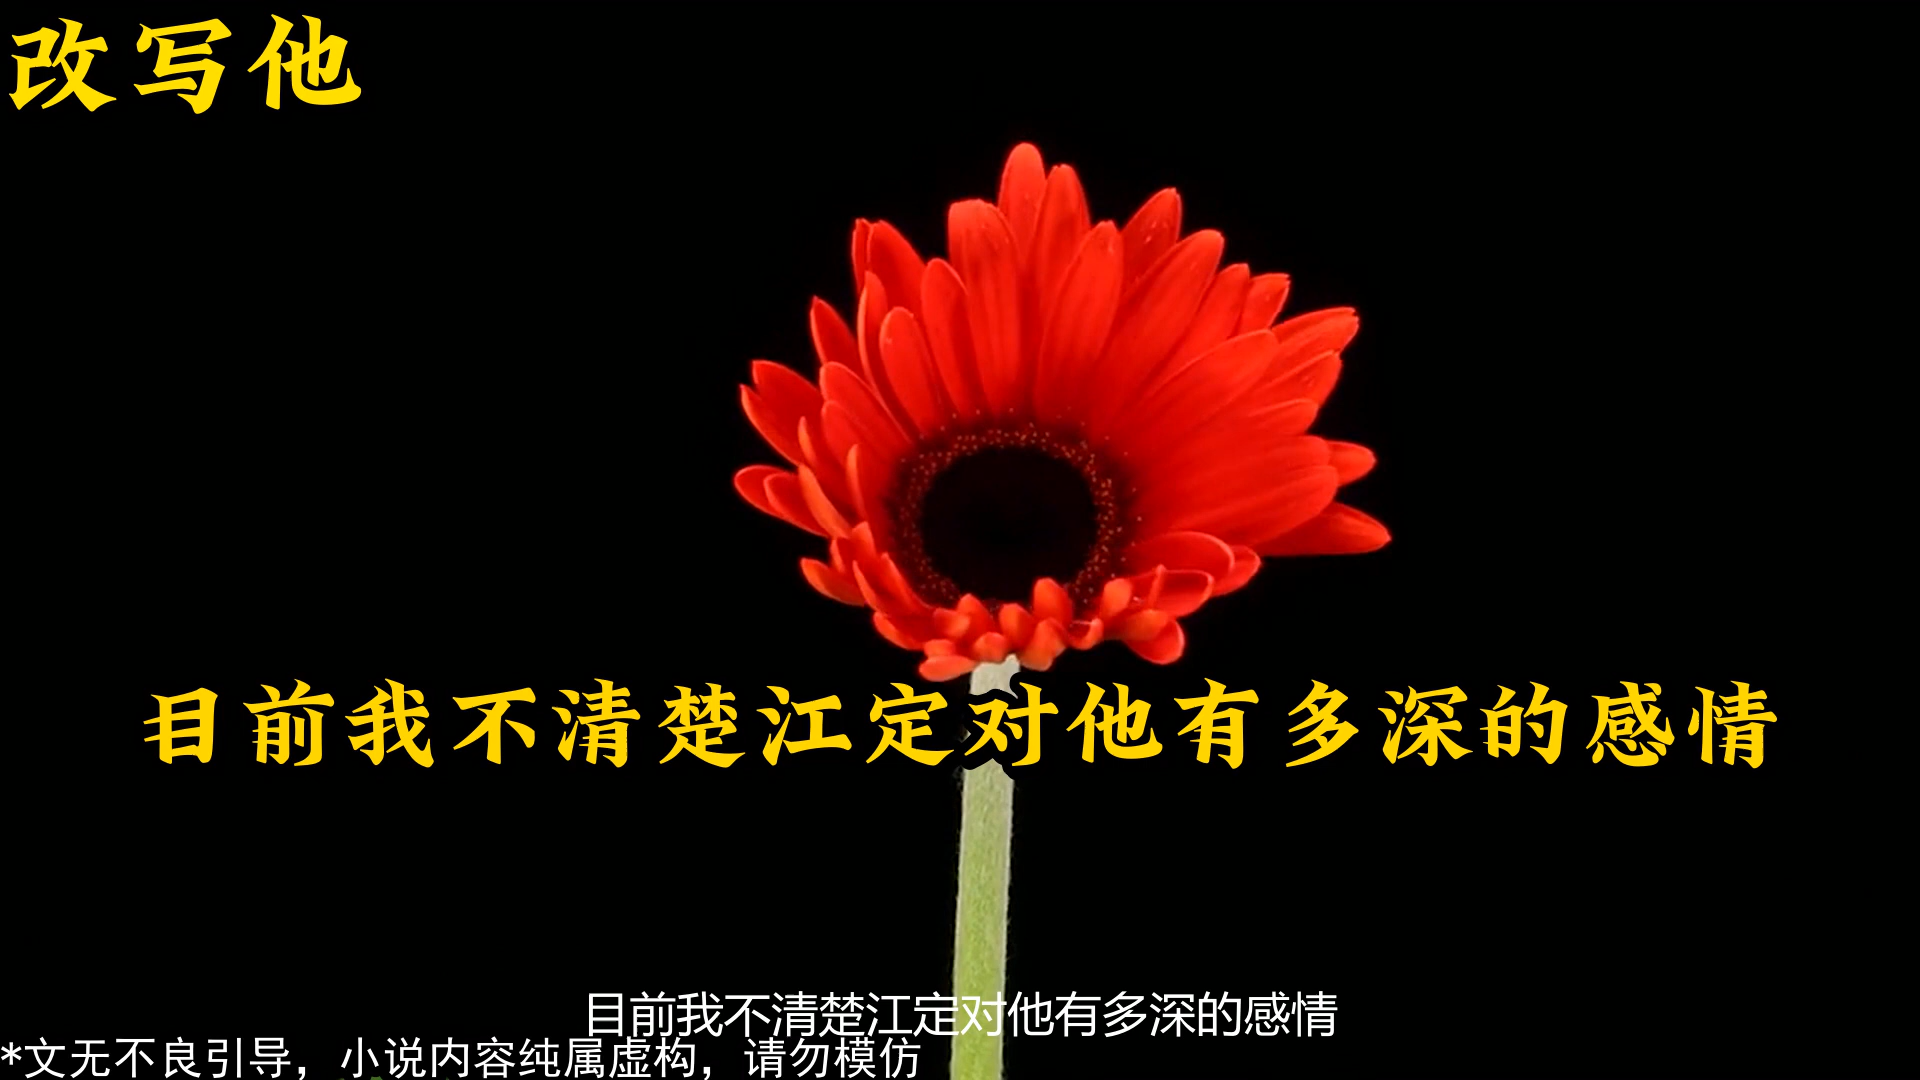 改写他
目前我不清楚江定对他有多深的感情
目前我不清楚江定对他有多深的感情
*文无不良引导，小说内容纯属虚构，请勿模仿